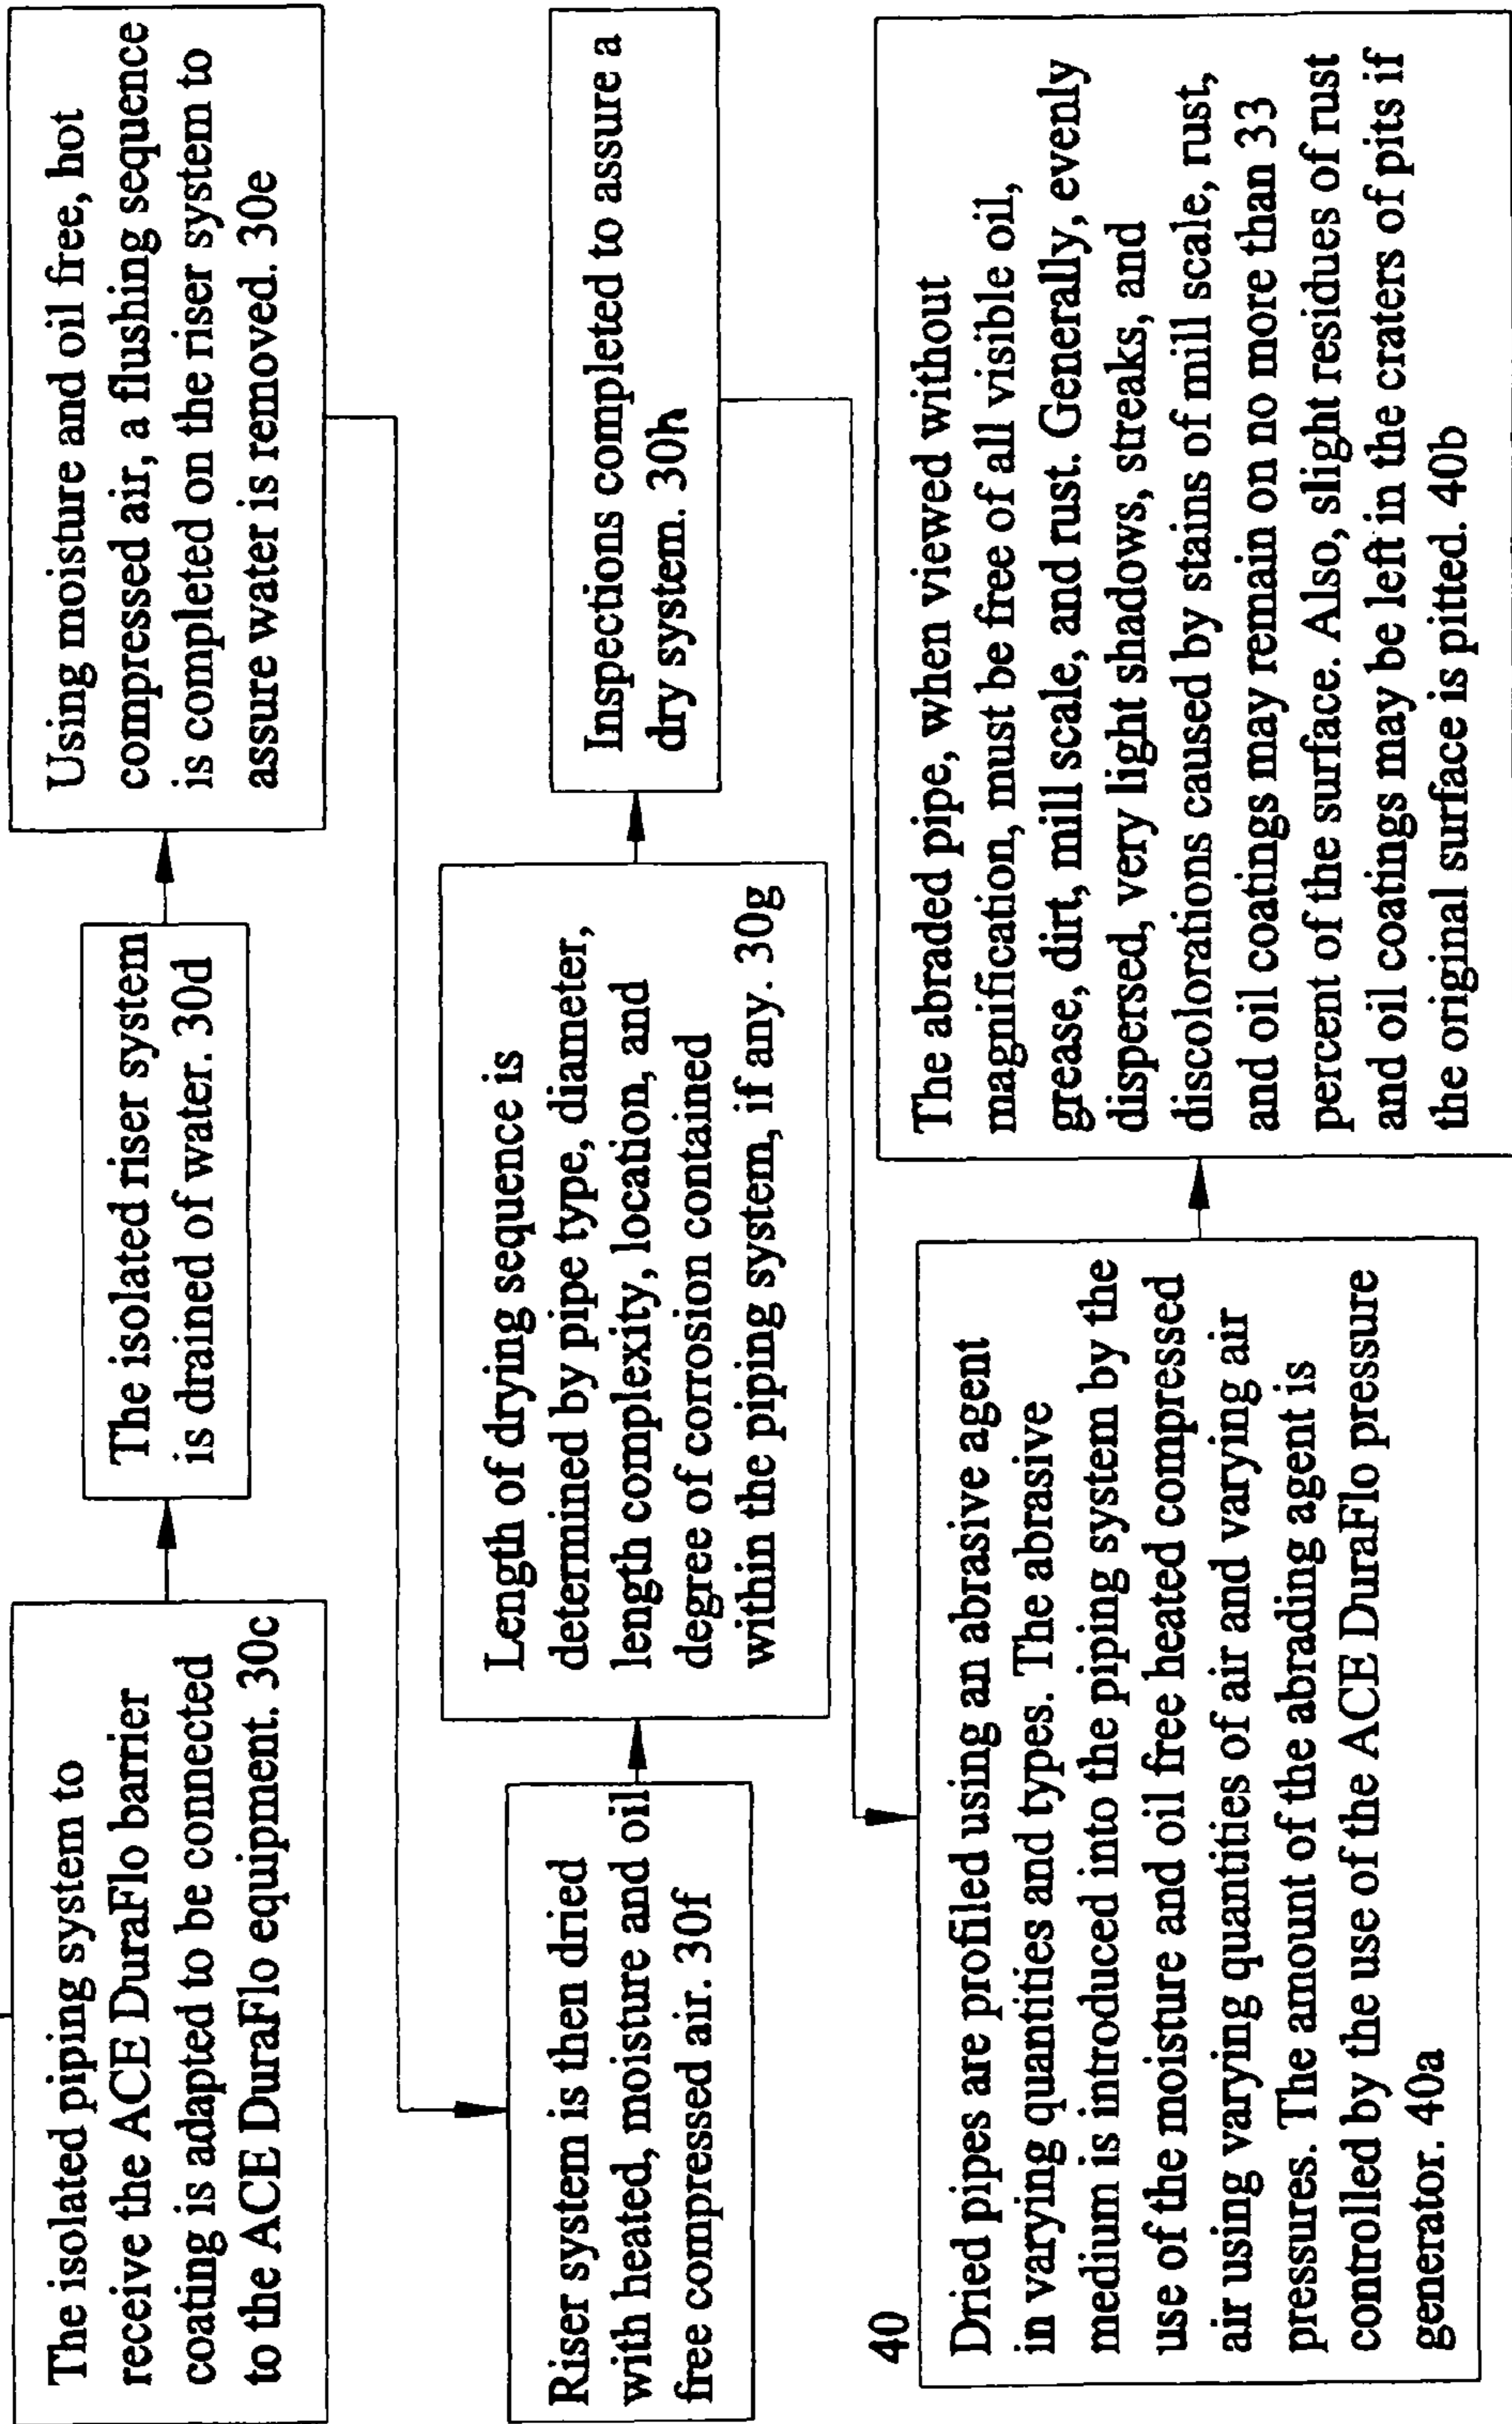 The isolated piping system to
receive the ACE DuraFlo barrier
coating is adapted to be connected
to the ACE DuraFlo equipment. 30c
The isolated riser system
is drained of water. 30d
Using moisture and oil free, hot
compressed air, a flushing sequence
is completed on the riser system to
assure water is removed. 30e
Riser system is then dried
with heated, moisture and oil
free compressed air. 30f
Length of drying sequence is
determined by pipe type, diameter,
length complexity, location, and
degree of corrosion contained
within the piping system, if any. 30g
Inspections completed to assure a
dry system. 30h
40
Dried pipes are profiled using an abrasive agent
in varying quantities and types. The abrasive
medium is introduced into the piping system by the
use of the moisture and oil free heated compressed
air using varying quantities of air and varying air
pressures. The amount of the abrading agent is
controlled by the use of the ACE DuraFlo pressure
generator. 40a
The abraded pipe, when viewed without
magnification, must be free of all visible oil,
grease, dirt, mill scale, and rust. Generally, evenly
dispersed, very light shadows, streaks, and
discolorations caused by stains of mill scale, rust,
and oil coatings may remain on no more than 33
percent of the surface. Also, slight residues of rust
and oil coatings may be left in the craters of pits if
the original surface is pitted. 40b